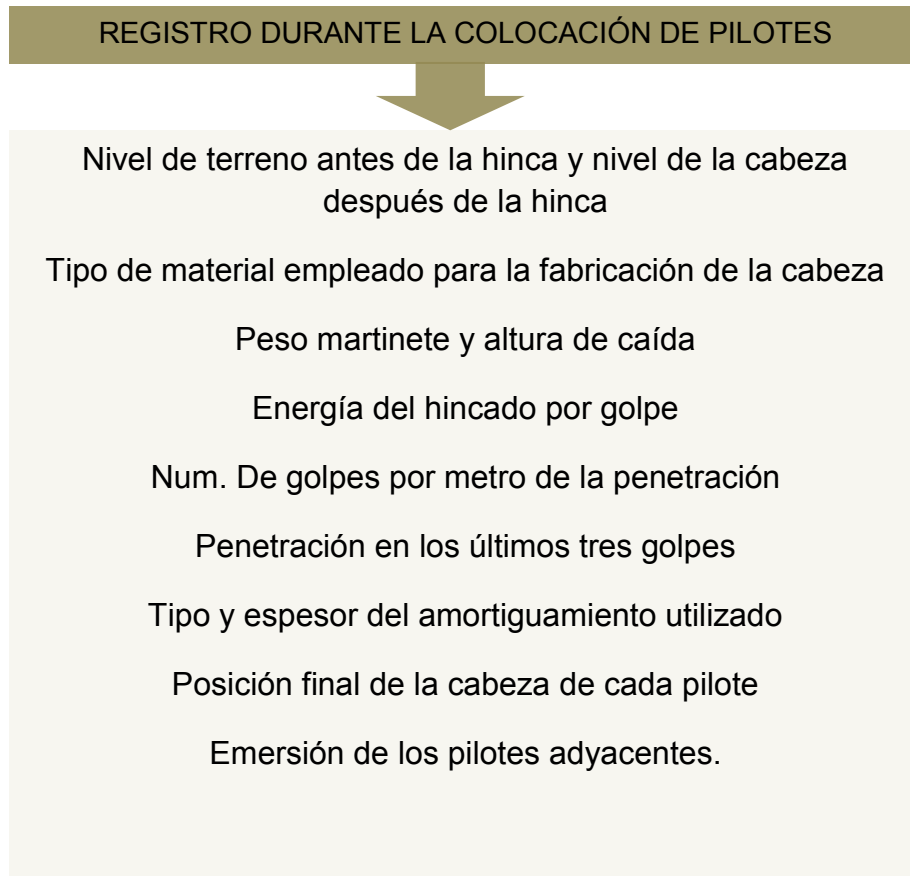 REGISTRO DURANTE LA COLOCACIÓN DE PILOTES
Nivel de terreno antes de la hinca y nivel de la cabeza
después de la hinca
Tipo de material empleado para la fabricación de la cabeza
Peso martinete y altura de caída
Energía del hincado por golpe
Num. De golpes por metro de la penetración
Penetración en los últimos tres golpes
Tipo y espesor del amortiguamiento utilizado
Posición final de la cabeza de cada pilote
Emersión de los pilotes adyacentes.